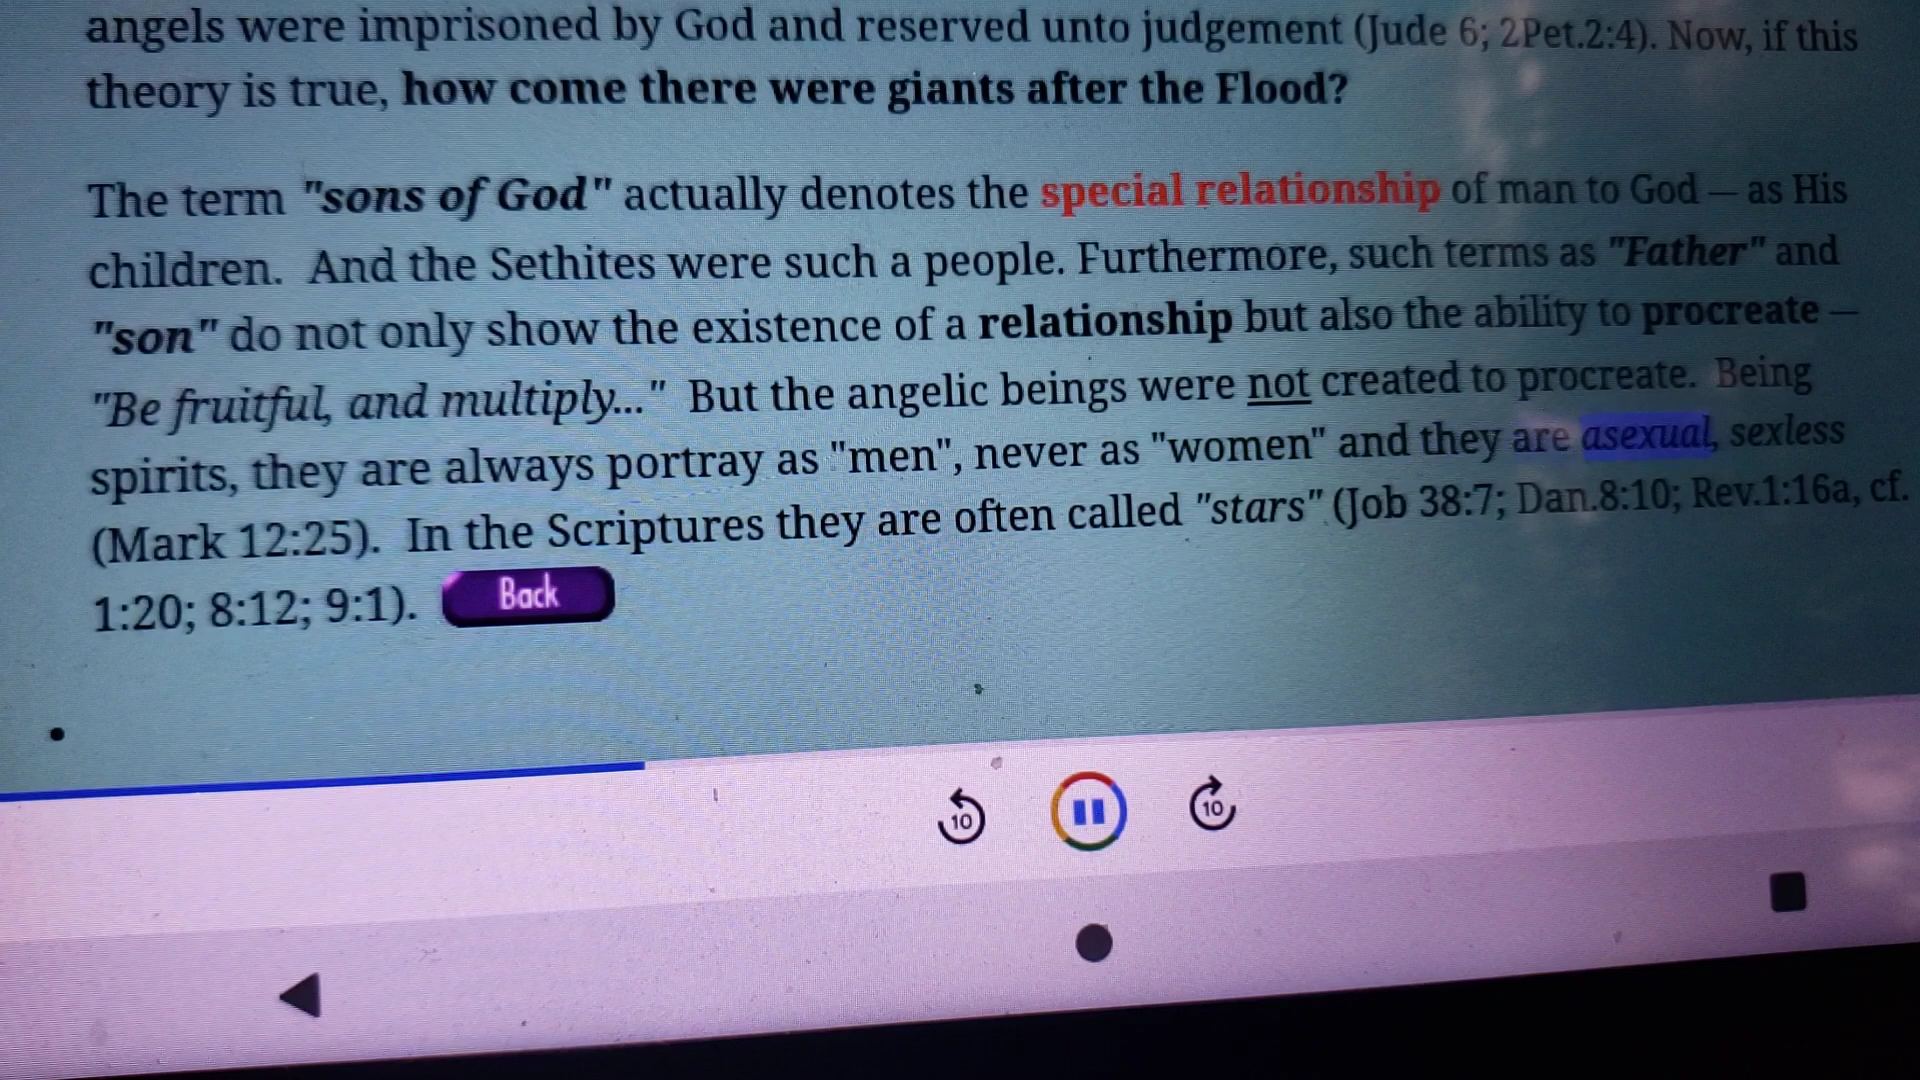 angels were imprisoned by God and reserved unto judgement (Jude 6; 2Pet.2:4). Now, if this
theory is true, how come there were giants after the Flood?
The term "sons of God" actually denotes the special relationship of man to God — as His
children. And the Sethites were such a people. Furthermore, such terms as "Father" and
"son" do not only show the existence of a relationship but also the ability to procreate —
"Be fruitful, and multiply..." But the angelic beings were not created to procreate. Being
spirits, they are always portray as "men", never as "women" and they are asexual, sexless
(Mark 12:25). In the Scriptures they are often called "stars" (Job 38:7; Dan.8:10; Rev.1:16a, cf.
1:20; 8:12; 9:1). Back
10 10